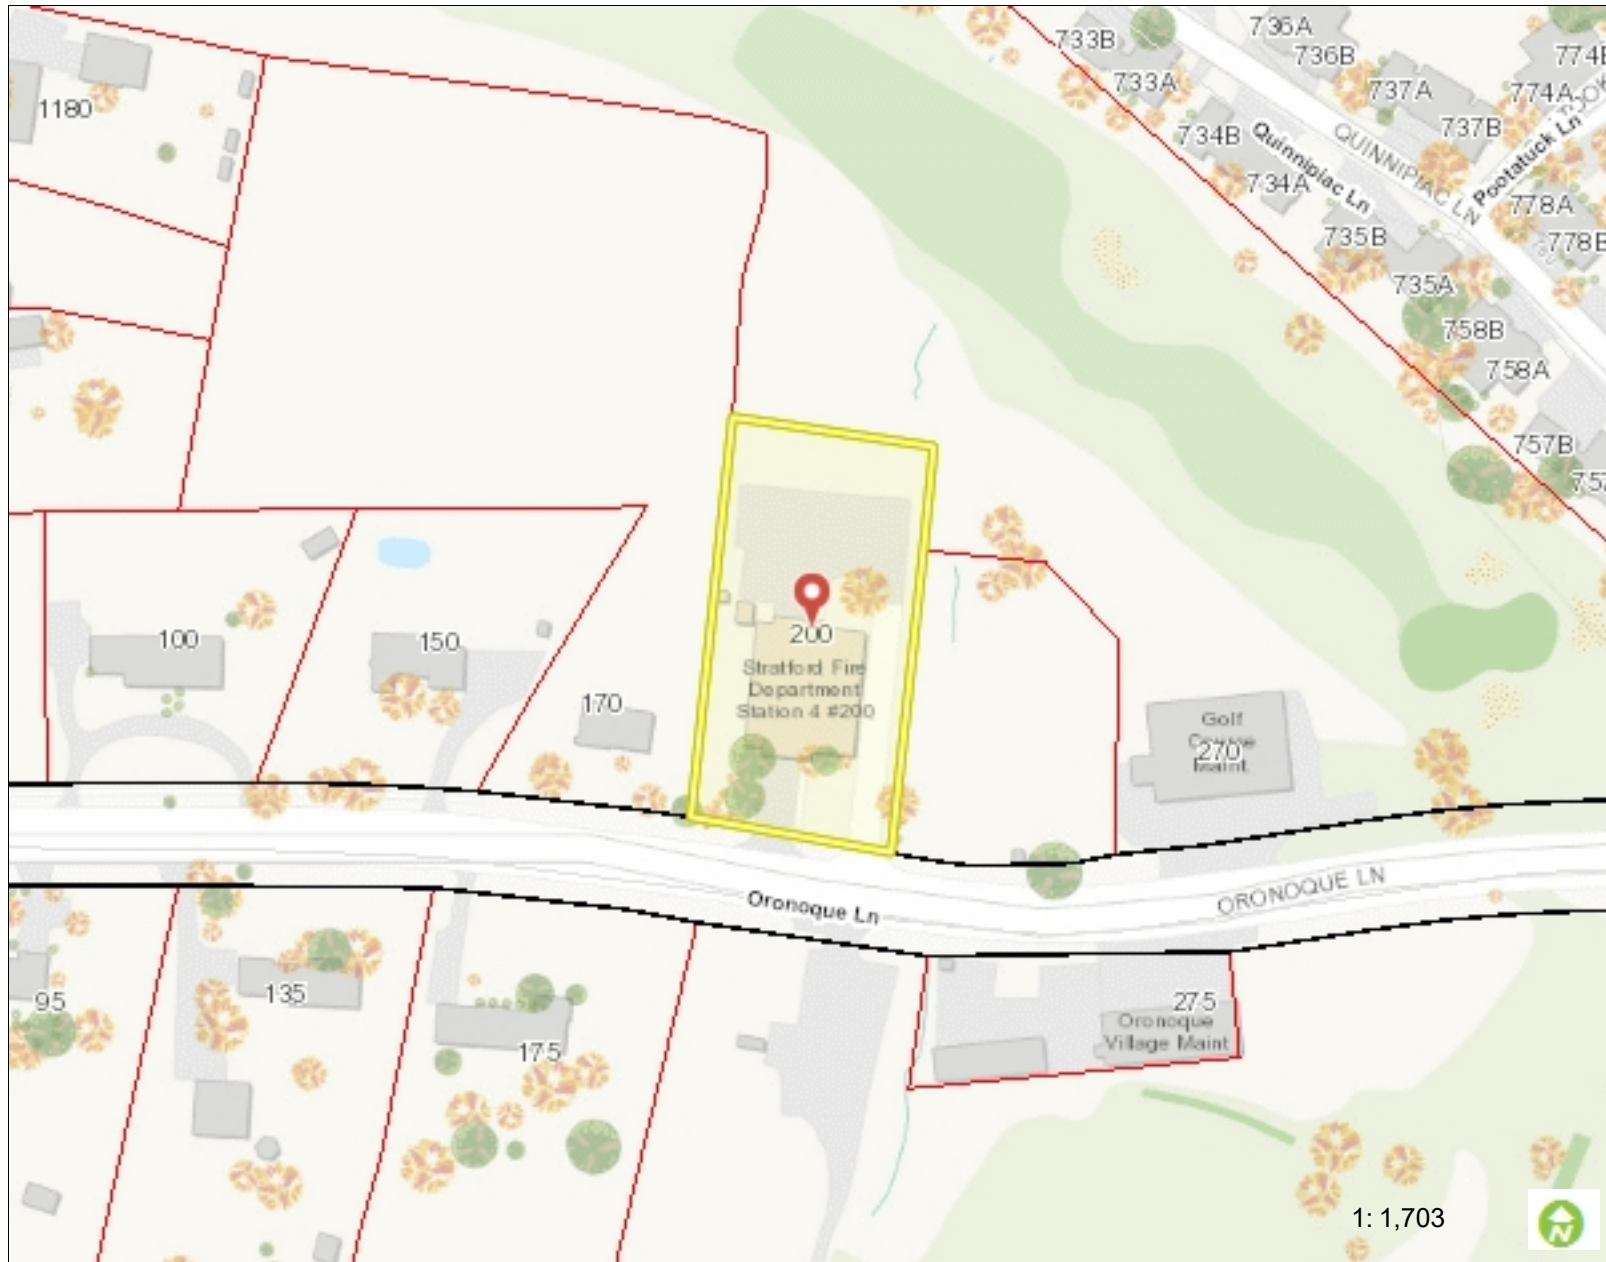 733B
736A
736B
774B
733A
737A
774A
1180
734B
Quinnipiac Ln
QUINNIPIAC LN
737B
Pootatuck Ln
734A
778A
735B
778B
735A
758B
758A
757B
200
100
150
Stratford Fire
Department
Station 4 #200
170
Golf
Course
Maint.
270
Oronoque Ln
ORONOQUE LN
95
135
275
Oronoque
Village Maint
175
1: 1,703
N